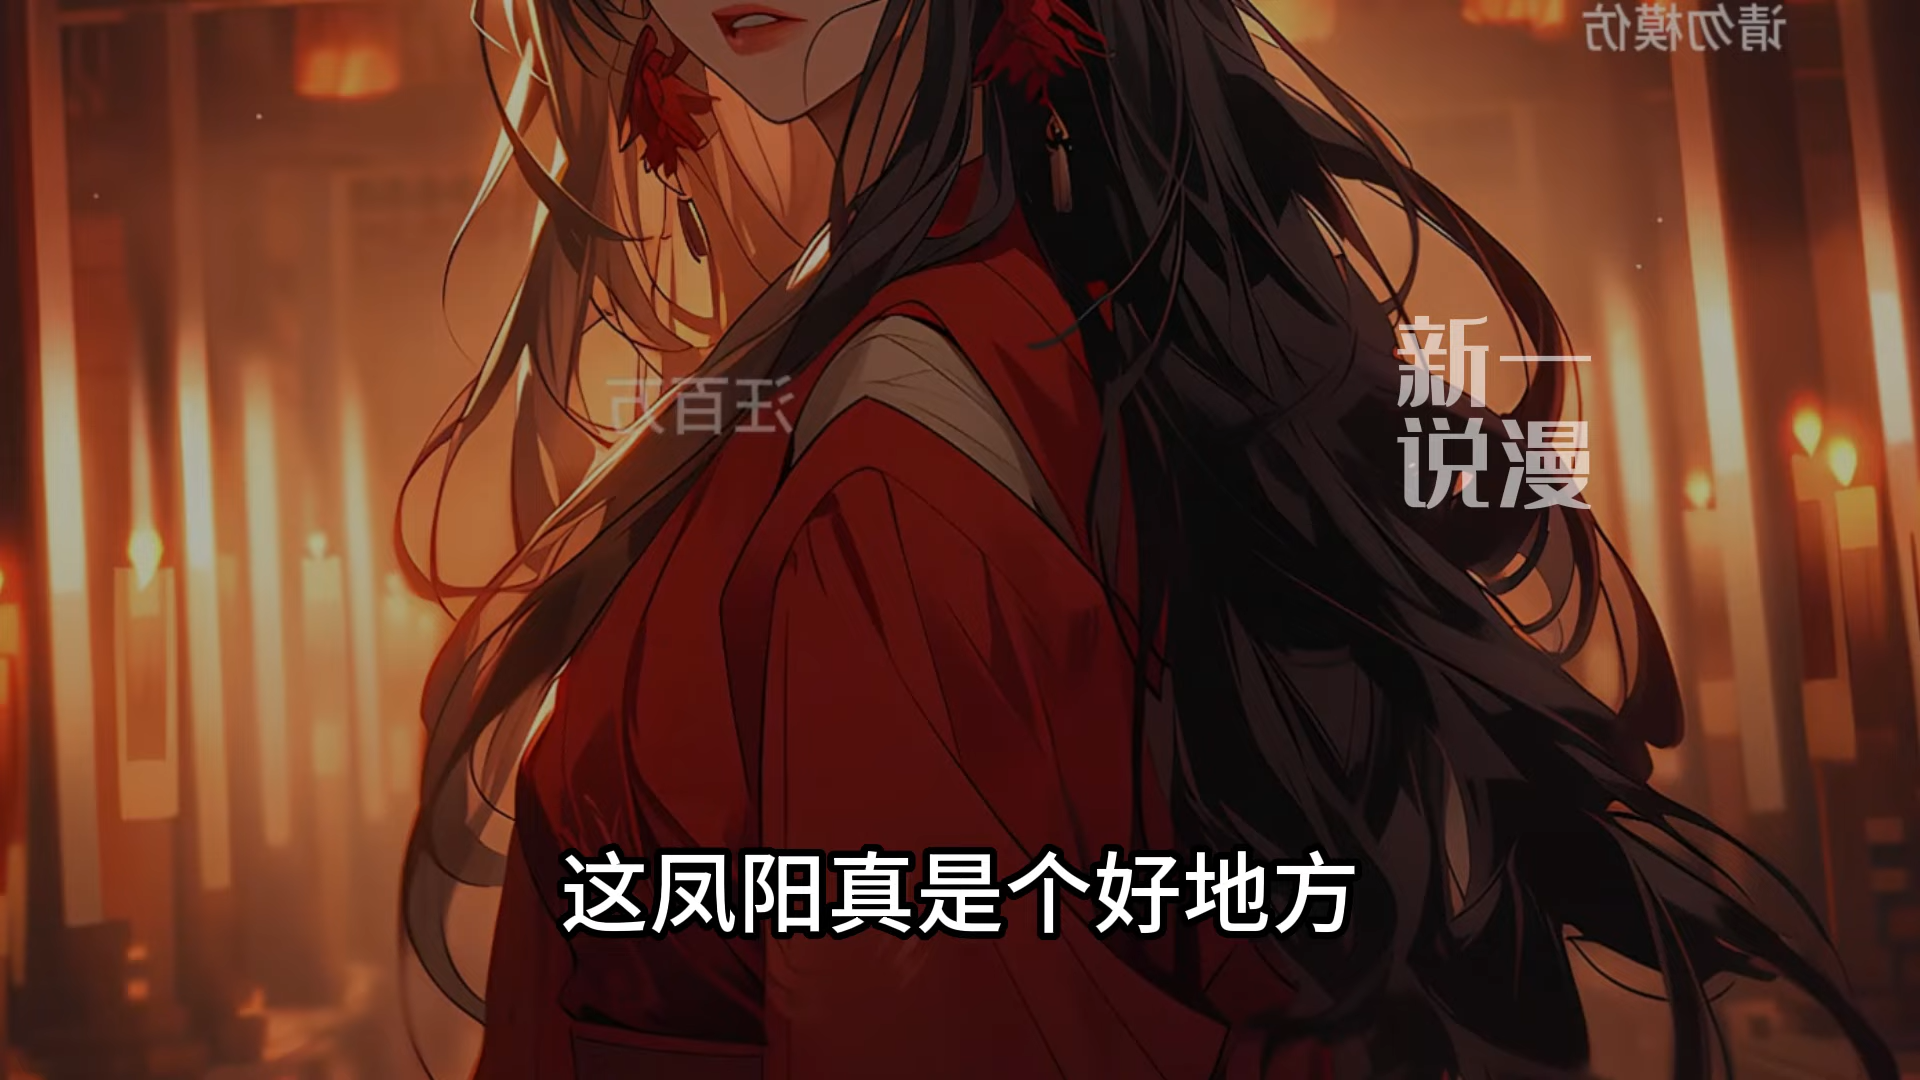 请勿模仿
汪百万
新一
说漫
这凤阳真是个好地方